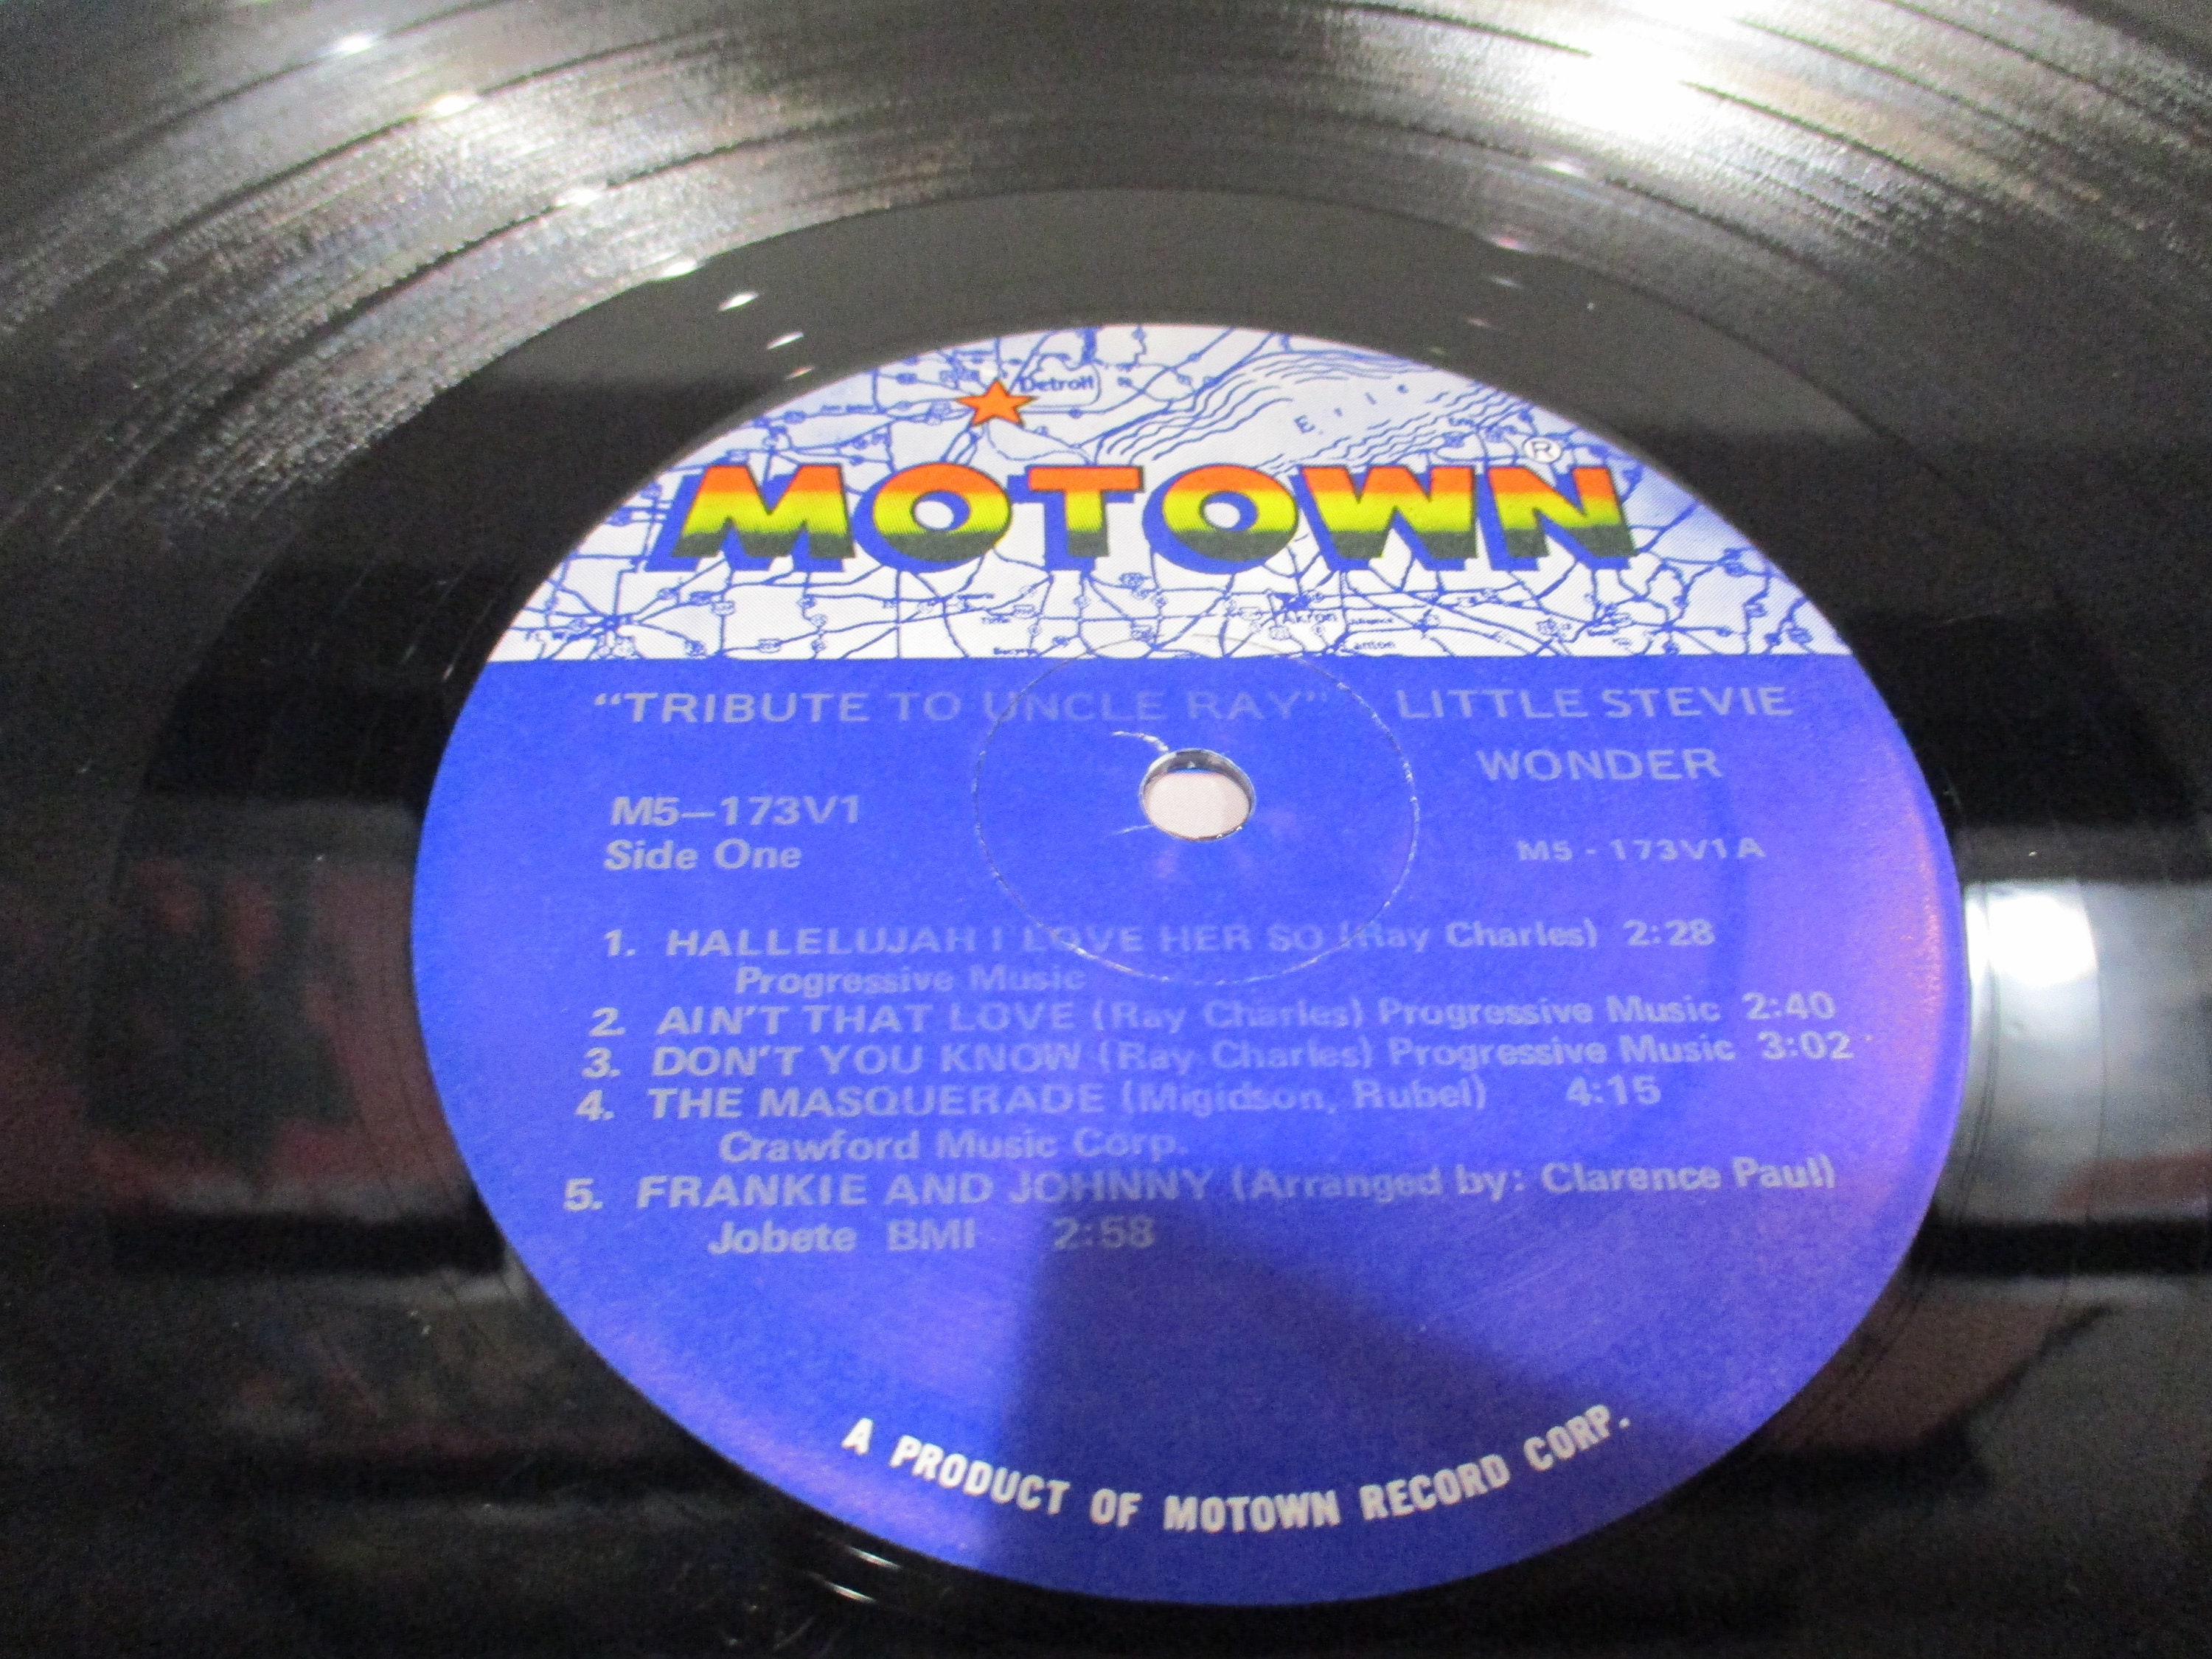 Detroit
Erie
MOTOWN®
Akron
"TRIBUTE TO UNCLE RAY" LITTLE STEVIE
WONDER
M5–173V1
Side One
M5 - 173V1A
1. HALLELUJAH I LOVE HER SO (Ray Charles) 2:28
Progressive Music
2. AIN'T THAT LOVE (Ray Charles) Progressive Music 2:40
3. DON'T YOU KNOW (Ray Charles) Progressive Music 3:02
4. THE MASQUERADE (Migidson, Rubel) 4:15
Crawford Music Corp.
5. FRANKIE AND JOHNNY (Arranged by: Clarence Paul)
Jobete BMI 2:58
A PRODUCT OF MOTOWN RECORD CORP.